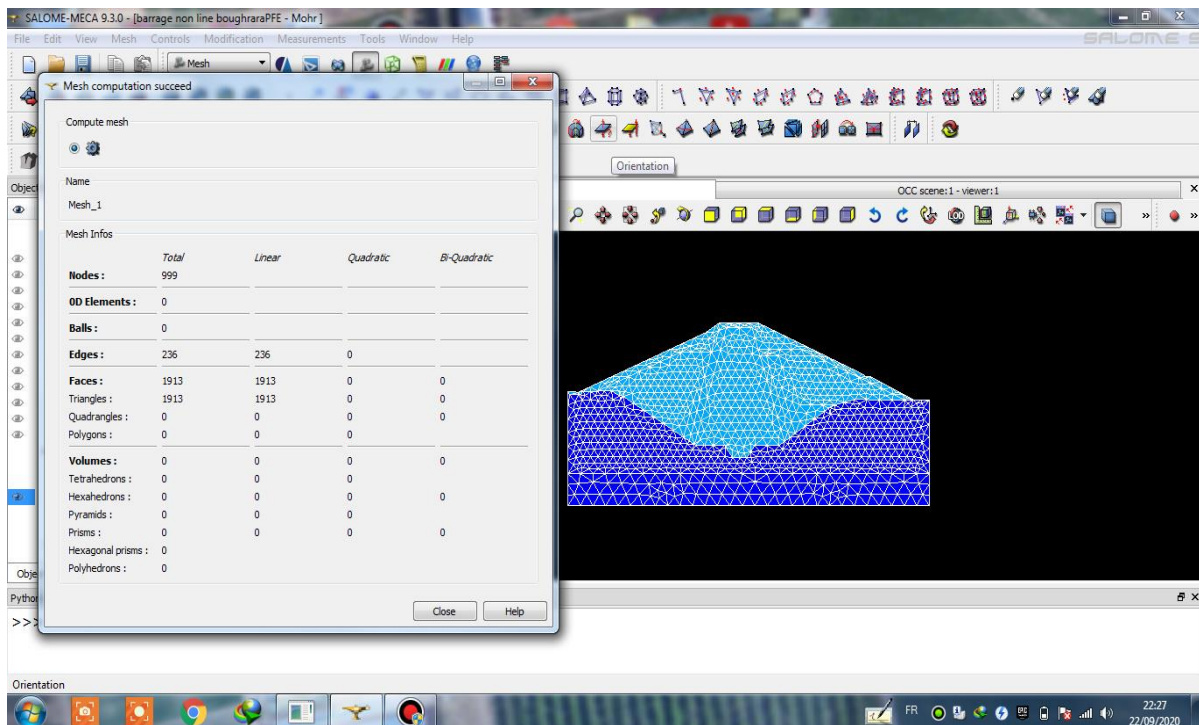 SALOME-MECA 9.3.0 - [barrage non line boughraraPFE - Mohr ]
File Edit View Mesh Controls Modification Measurements Tools Window Help
SALOME
Mesh
Mesh computation succeed
Compute mesh
Orientation
Name
OCC scene:1 - viewer:1
Mesh_1
Mesh Infos
Total Linear Quadratic Bi-Quadratic
Nodes : 999
0D Elements : 0
Balls : 0
Edges : 236 236 0
Faces : 1913 1913 0 0
Triangles : 1913 1913 0 0
Quadrangles : 0 0 0 0
Polygons : 0 0 0
Volumes : 0 0 0 0
Tetrahedrons : 0 0 0
Hexahedrons : 0 0 0 0
Pyramids : 0 0 0
Prisms : 0 0 0 0
Hexagonal prisms : 0
Polyhedrons : 0
Close Help
>>>
Orientation
FR
22:27
22/09/2020